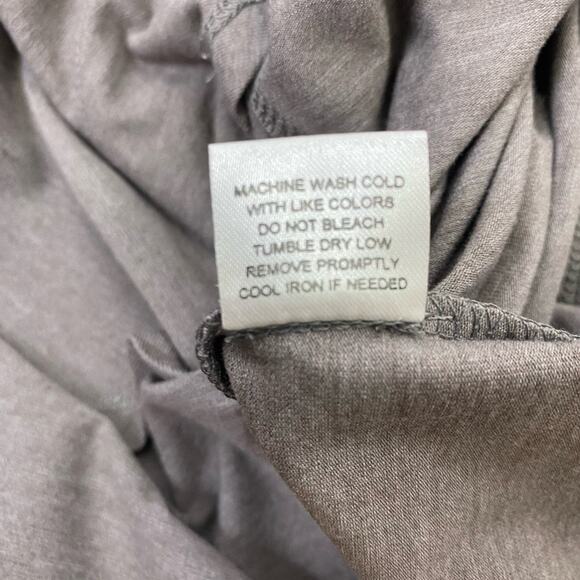 MACHINE WASH COLD
WITH LIKE COLORS
DO NOT BLEACH
TUMBLE DRY LOW
REMOVE PROMPTLY
COOL IRON IF NEEDED